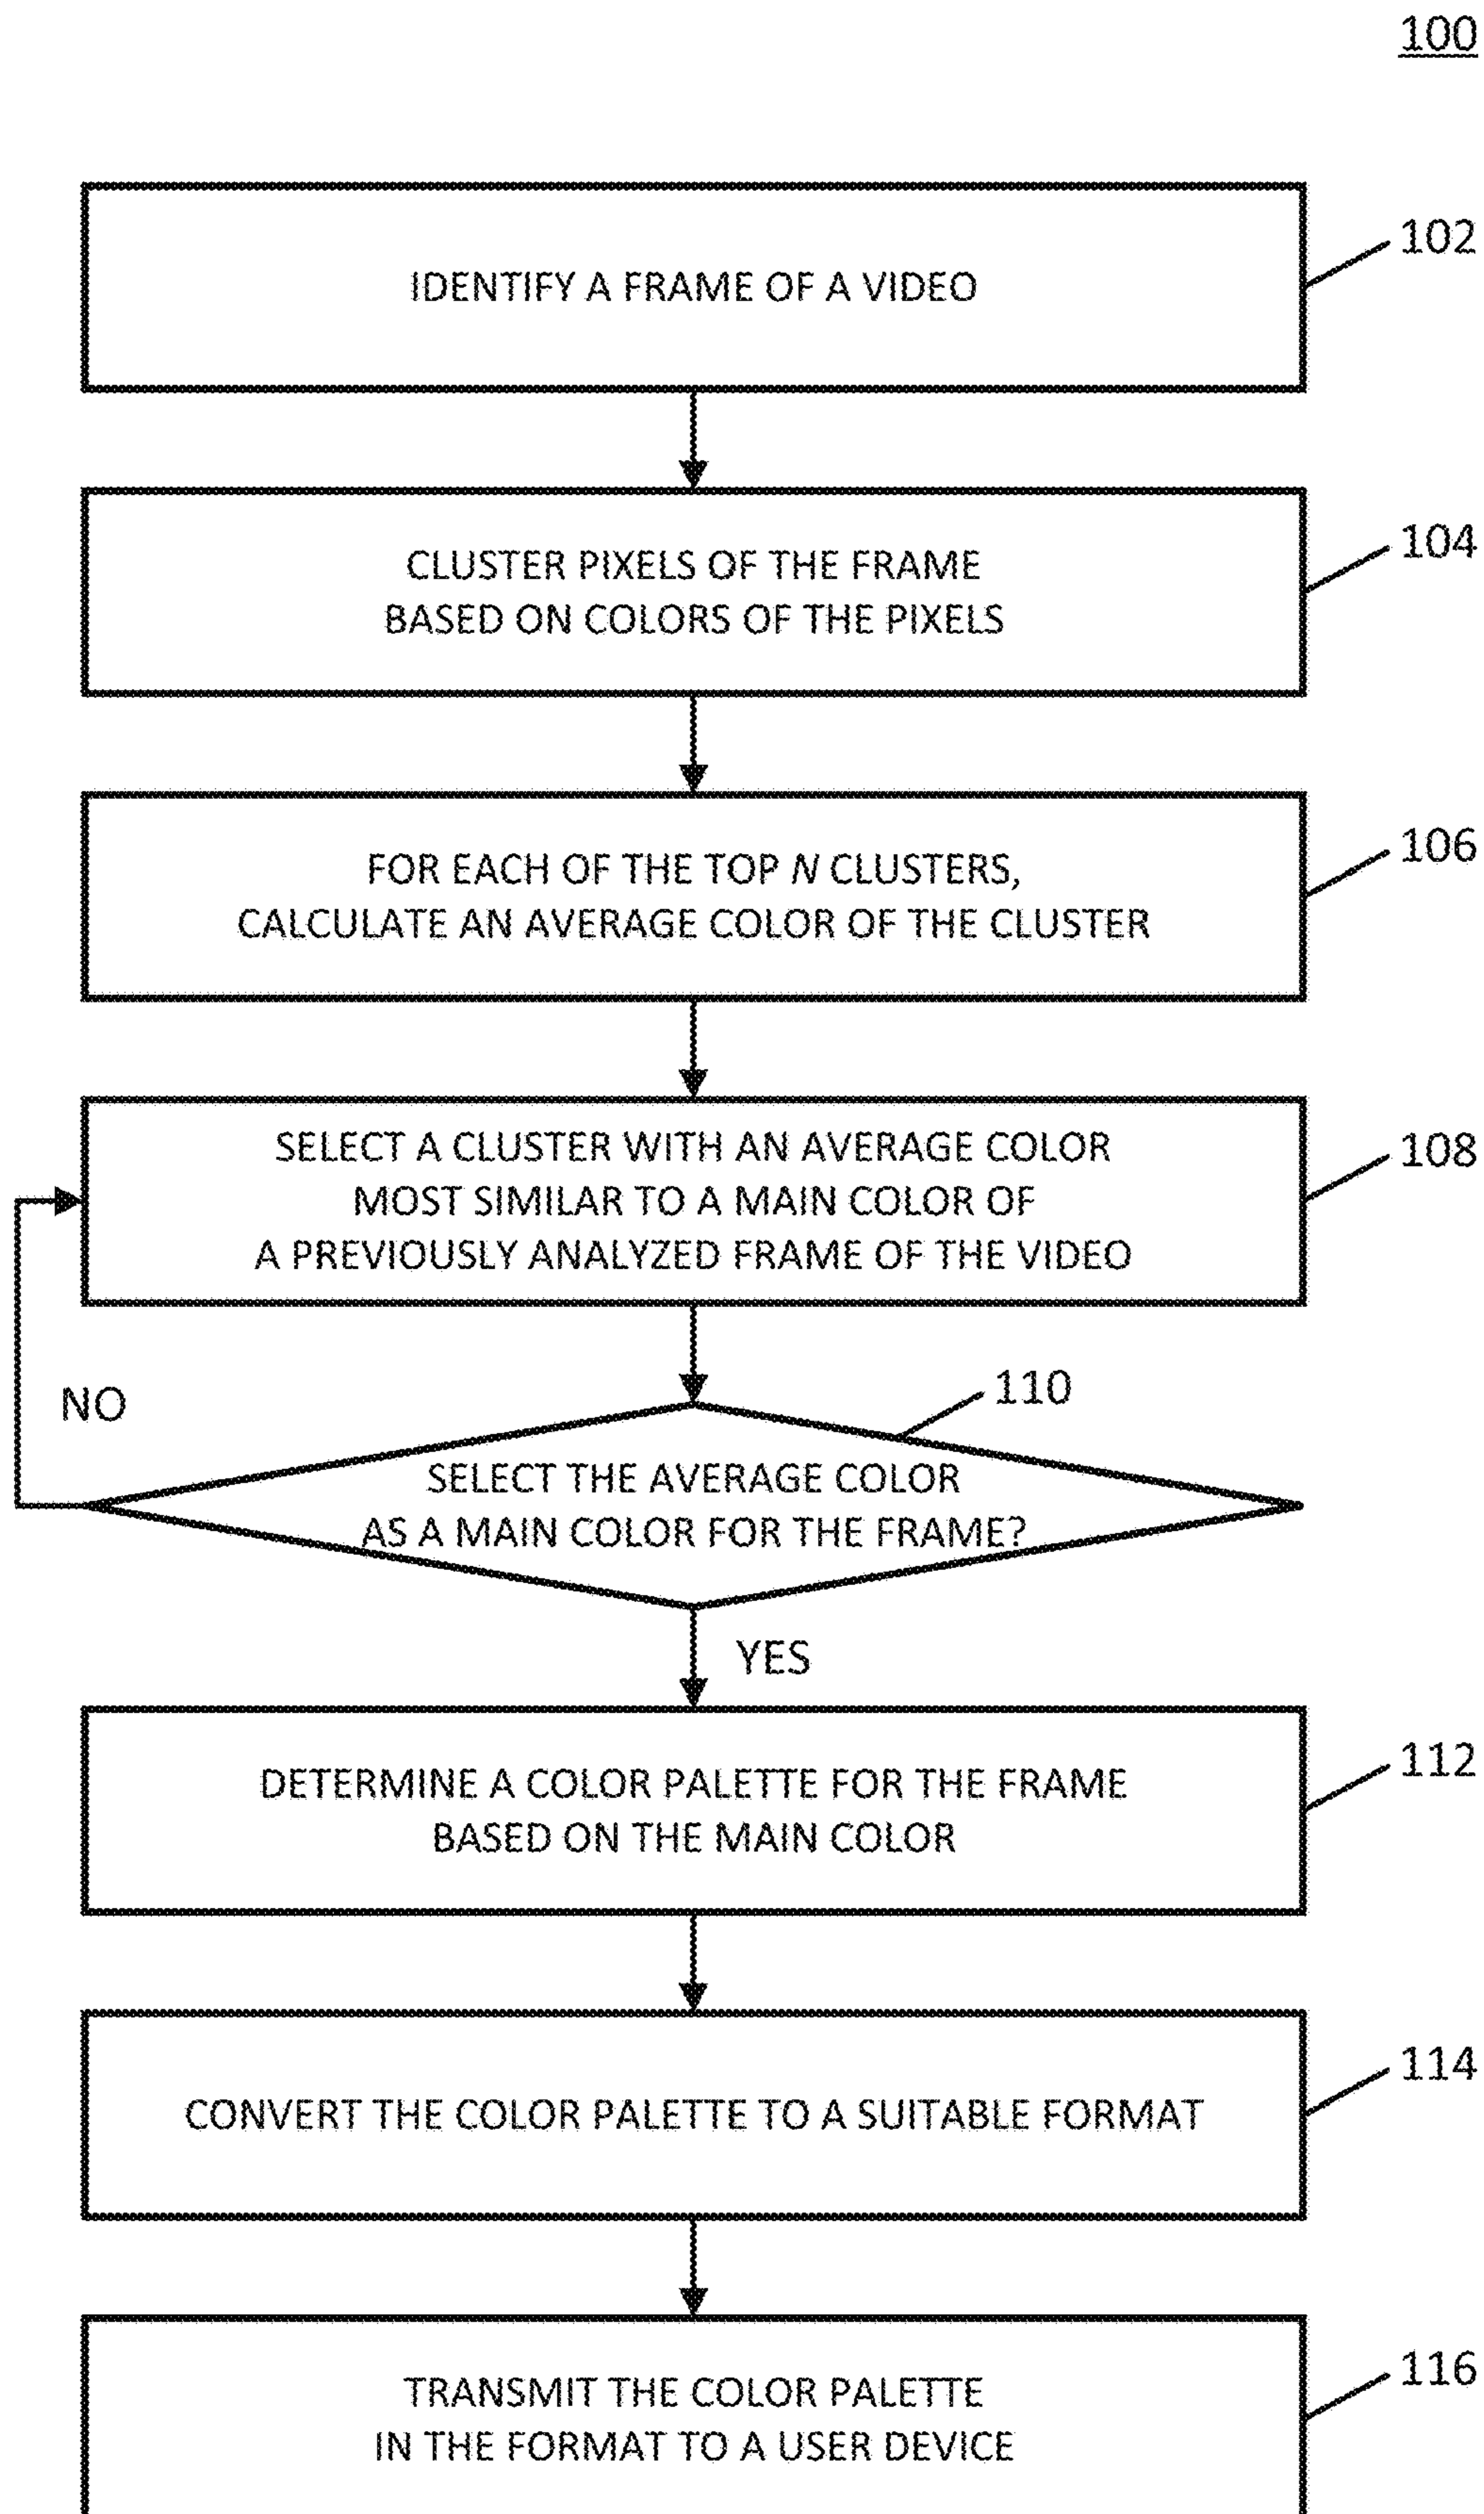 100
IDENTIFY A FRAME OF A VIDEO
102
CLUSTER PIXELS OF THE FRAME
BASED ON COLORS OF THE PIXELS
104
FOR EACH OF THE TOP N CLUSTERS,
CALCULATE AN AVERAGE COLOR OF THE CLUSTER
106
SELECT A CLUSTER WITH AN AVERAGE COLOR
MOST SIMILAR TO A MAIN COLOR OF
A PREVIOUSLY ANALYZED FRAME OF THE VIDEO
108
NO
110
SELECT THE AVERAGE COLOR
AS A MAIN COLOR FOR THE FRAME?
YES
DETERMINE A COLOR PALETTE FOR THE FRAME
BASED ON THE MAIN COLOR
112
CONVERT THE COLOR PALETTE TO A SUITABLE FORMAT
114
TRANSMIT THE COLOR PALETTE
IN THE FORMAT TO A USER DEVICE
116